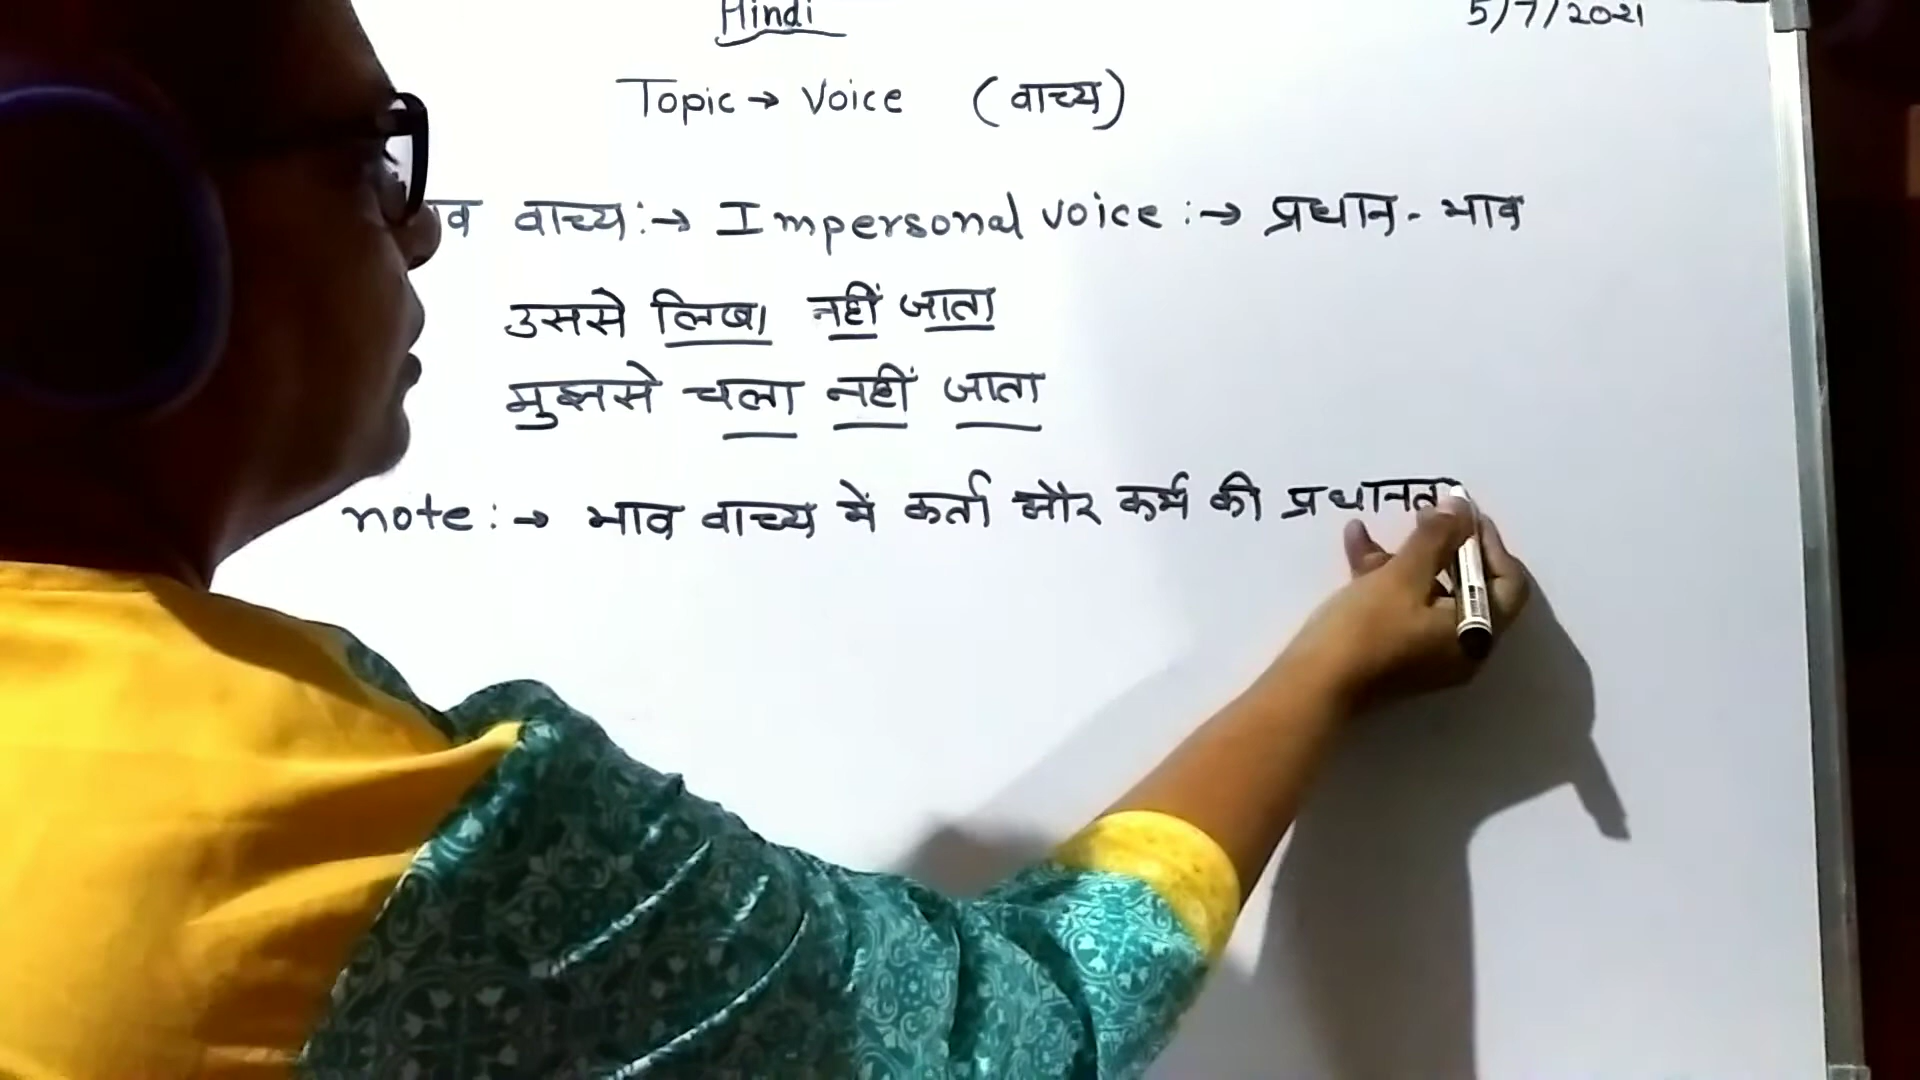 Hindi
5/7/2021
Topic → Voice (वाच्य)
व वाच्य :→ Impersonal voice :→ प्रधान - भाव
उससे लिखा नहीं जाता
मुझसे चला नहीं जाता
note :→ भाव वाच्य में कर्ता और कर्म की प्रधानता